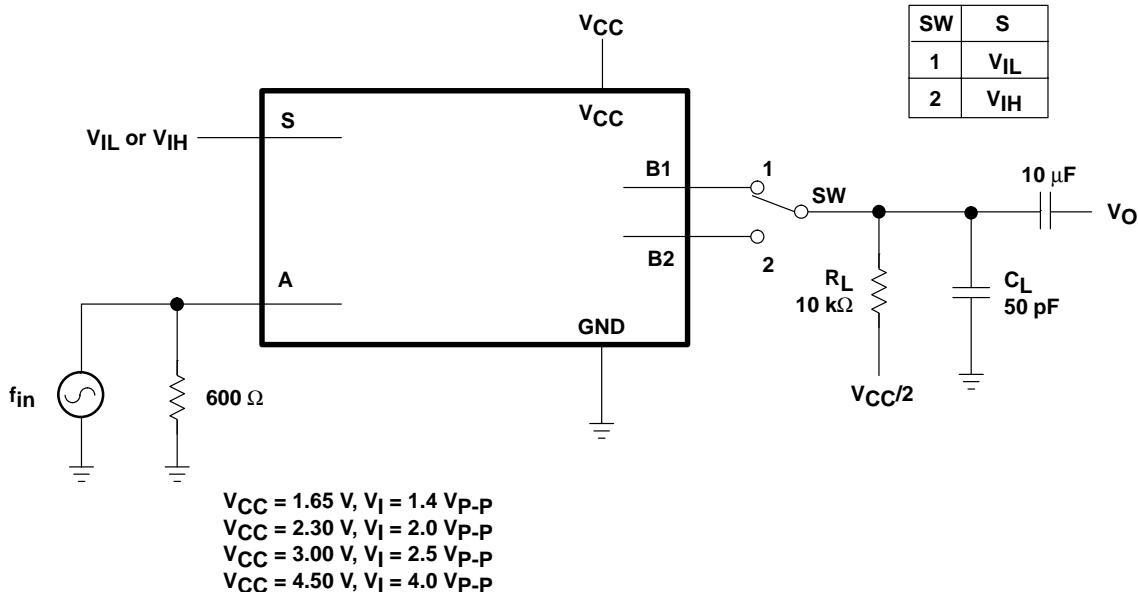 VCC
SW S
1 VIL
2 VIH
S
VCC
VIL or VIH
B1
1
SW
10 μF
VO
B2
2
A
RL
10 kΩ
CL
50 pF
GND
fin
600 Ω
VCC/2
VCC = 1.65 V, VI = 1.4 VP-P
VCC = 2.30 V, VI = 2.0 VP-P
VCC = 3.00 V, VI = 2.5 VP-P
VCC = 4.50 V, VI = 4.0 VP-P